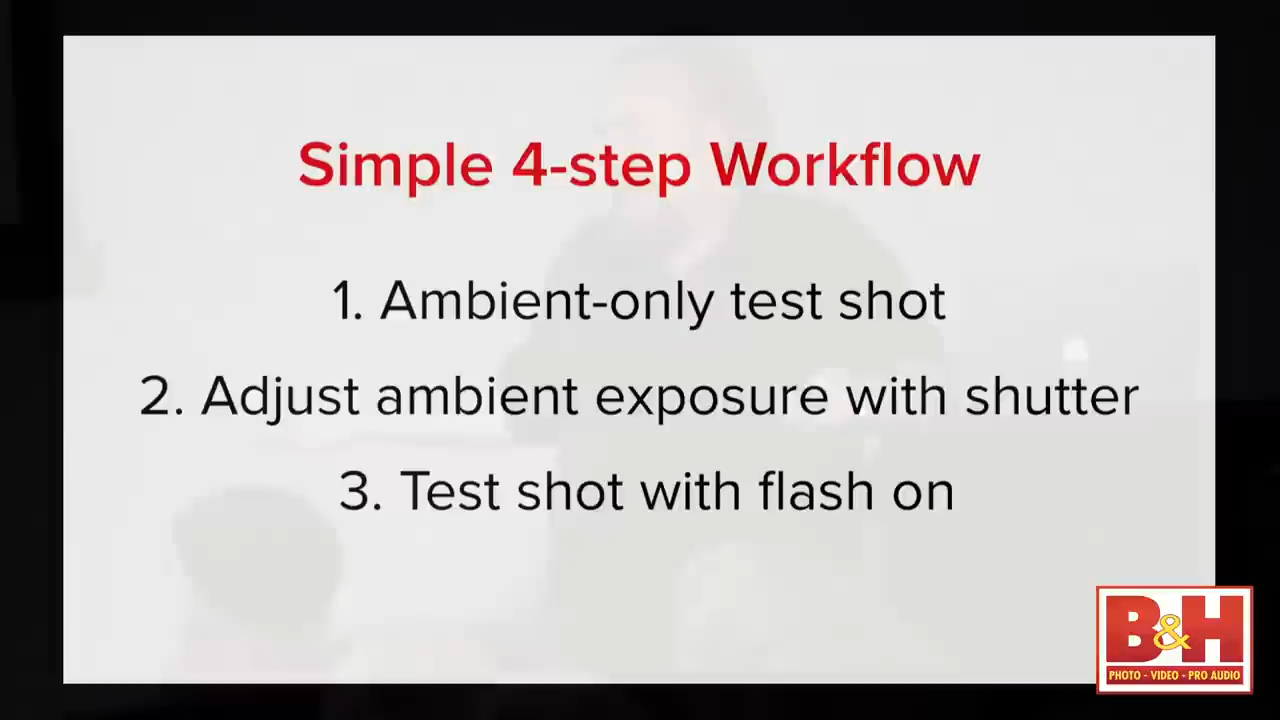 Simple 4-step Workflow
1. Ambient-only test shot
2. Adjust ambient exposure with shutter
3. Test shot with flash on
B&H
PHOTO - VIDEO - PRO AUDIO